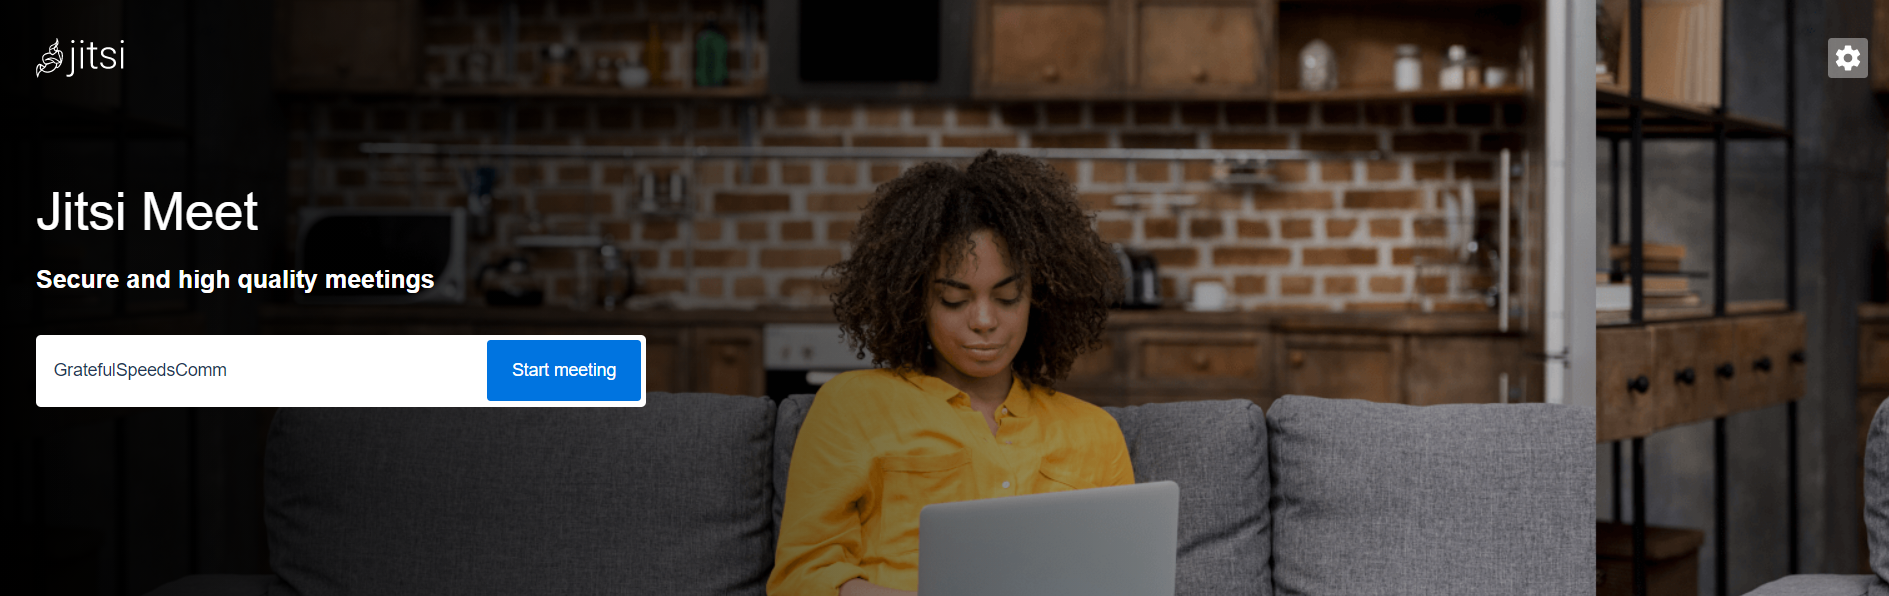 jitsi
Jitsi Meet
Secure and high quality meetings
GratefulSpeedsComm
Start meeting